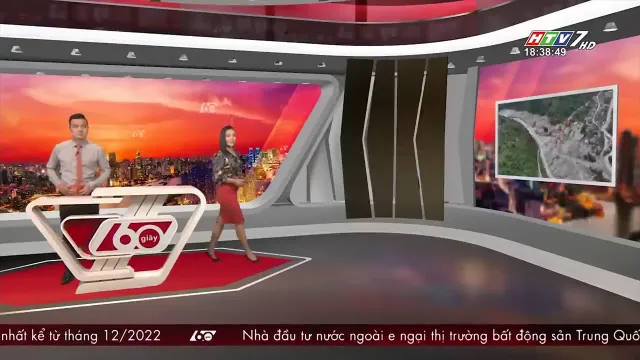 HTV7 HD
18:38:49
60
giây
nhất kể từ tháng 12/2022
Nhà đầu tư nước ngoài e ngại thị trường bất động sản Trung Quố